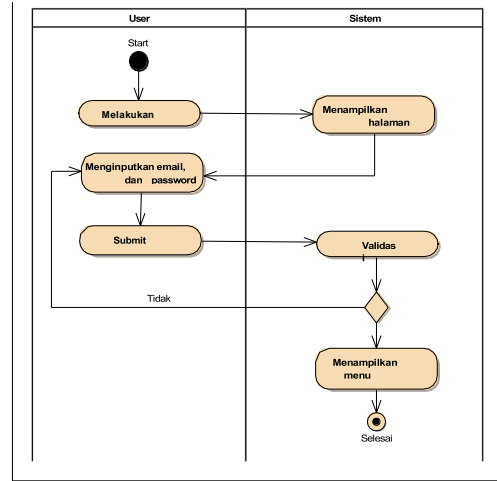 User
Sistem
Start
Melakukan
Menampilkan
halaman
Menginputkan email,
dan password
Submit
Validas
i
Tidak
Menampilkan
menu
Selesai